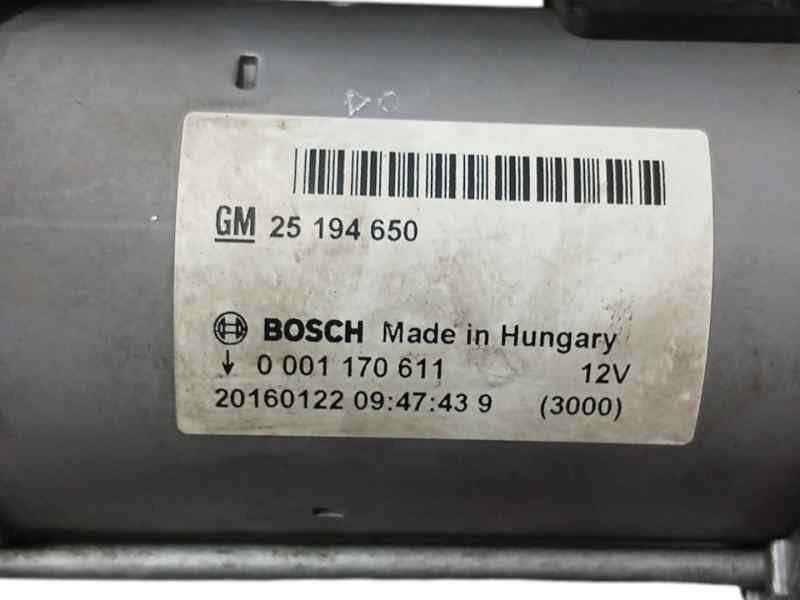 GM 25 194 650
BOSCH Made in Hungary
0 001 170 611 12V
20160122 09:47:43 9 (3000)